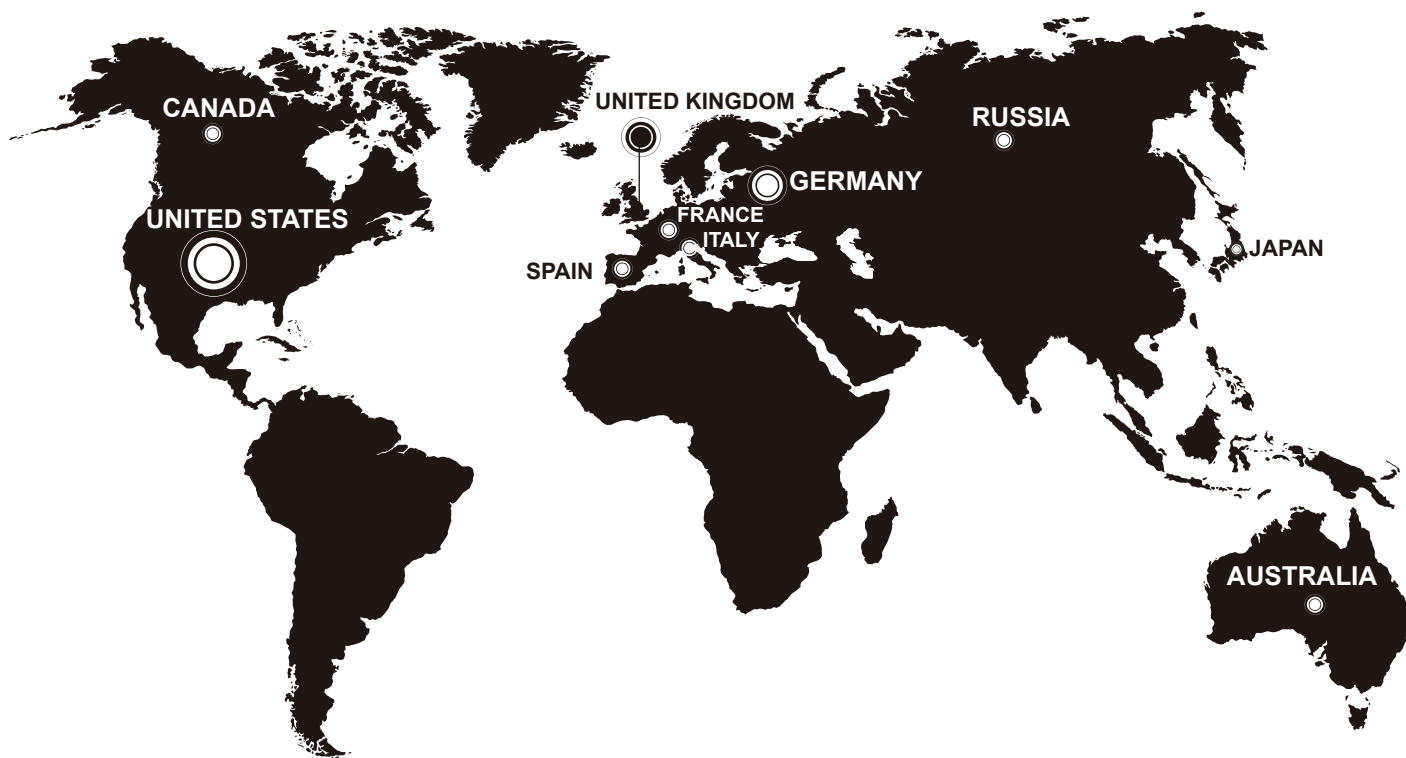 UNITED KINGDOM
CANADA
RUSSIA
GERMANY
UNITED STATES
FRANCE
ITALY
JAPAN
SPAIN
AUSTRALIA